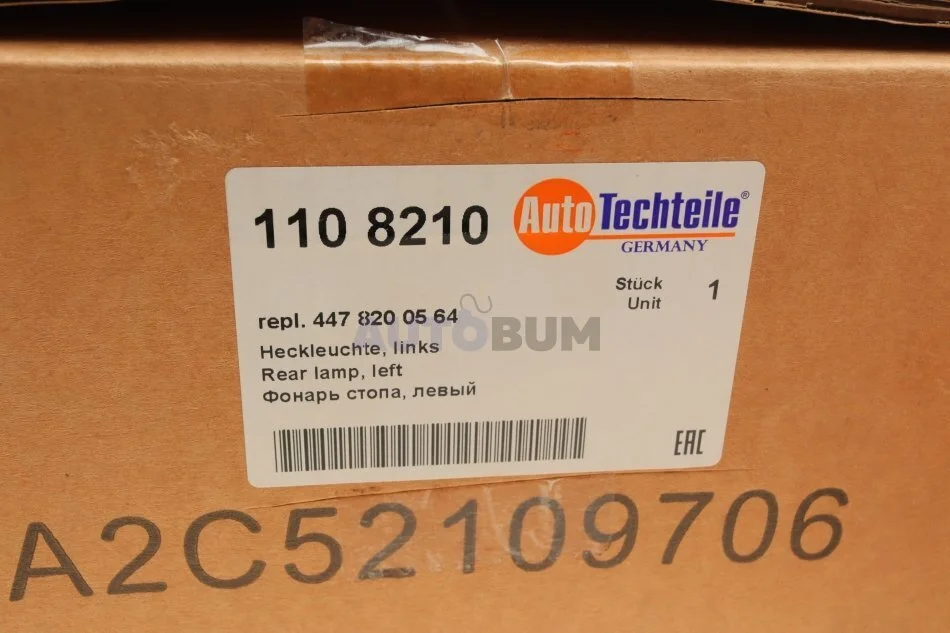 110 8210
AutoTechteile®
GERMANY
Stück
Unit
1
repl. 447 820 05 64
AUTOBUM
Heckleuchte, links
Rear lamp, left
Фонарь стопа, левый
EAC
A2C52109706